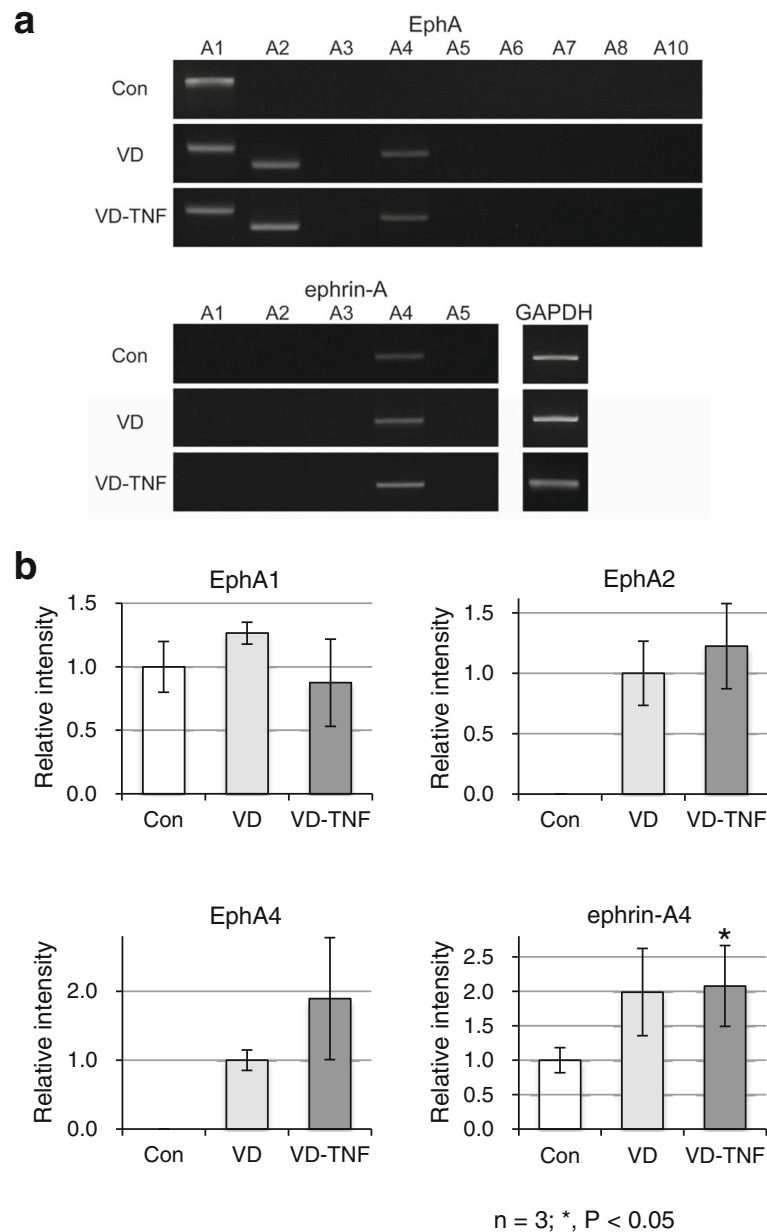 a
EphA
A1 A2 A3 A4 A5 A6 A7 A8 A10
Con
VD
VD-TNF
ephrin-A
A1 A2 A3 A4 A5 GAPDH
Con
VD
VD-TNF
b
EphA1
Relative intensity
1.5
1.0
0.5
0.0
Con VD VD-TNF
EphA2
Relative intensity
1.5
1.0
0.5
0.0
Con VD VD-TNF
EphA4
Relative intensity
2.0
1.0
0.0
Con VD VD-TNF
ephrin-A4
Relative intensity
*
2.5
2.0
1.5
1.0
0.5
0.0
Con VD VD-TNF
n = 3; *, P < 0.05